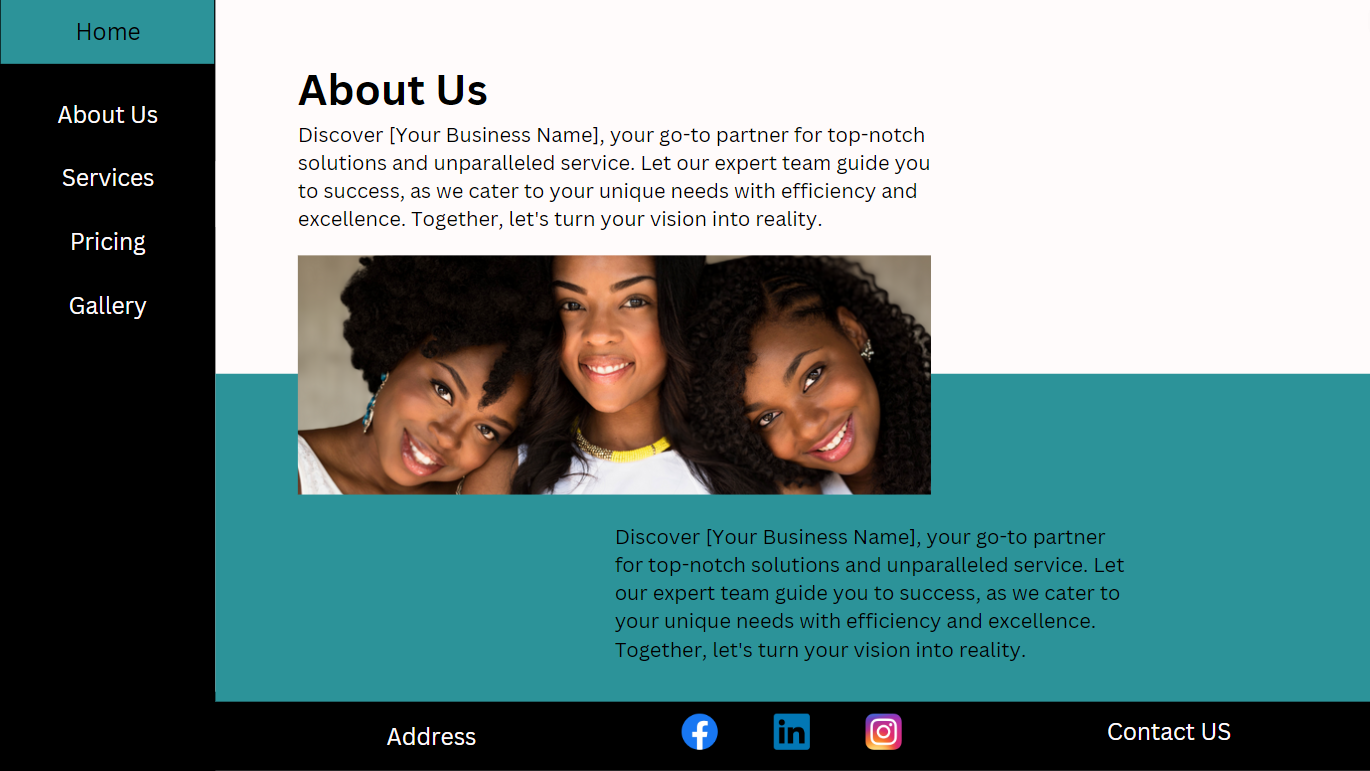 Home
About Us
Services
Pricing
Gallery
About Us
Discover [Your Business Name], your go-to partner for top-notch
solutions and unparalleled service. Let our expert team guide you
to success, as we cater to your unique needs with efficiency and
excellence. Together, let's turn your vision into reality.
Discover [Your Business Name], your go-to partner
for top-notch solutions and unparalleled service. Let
our expert team guide you to success, as we cater to
your unique needs with efficiency and excellence.
Together, let's turn your vision into reality.
Address
in
Contact US